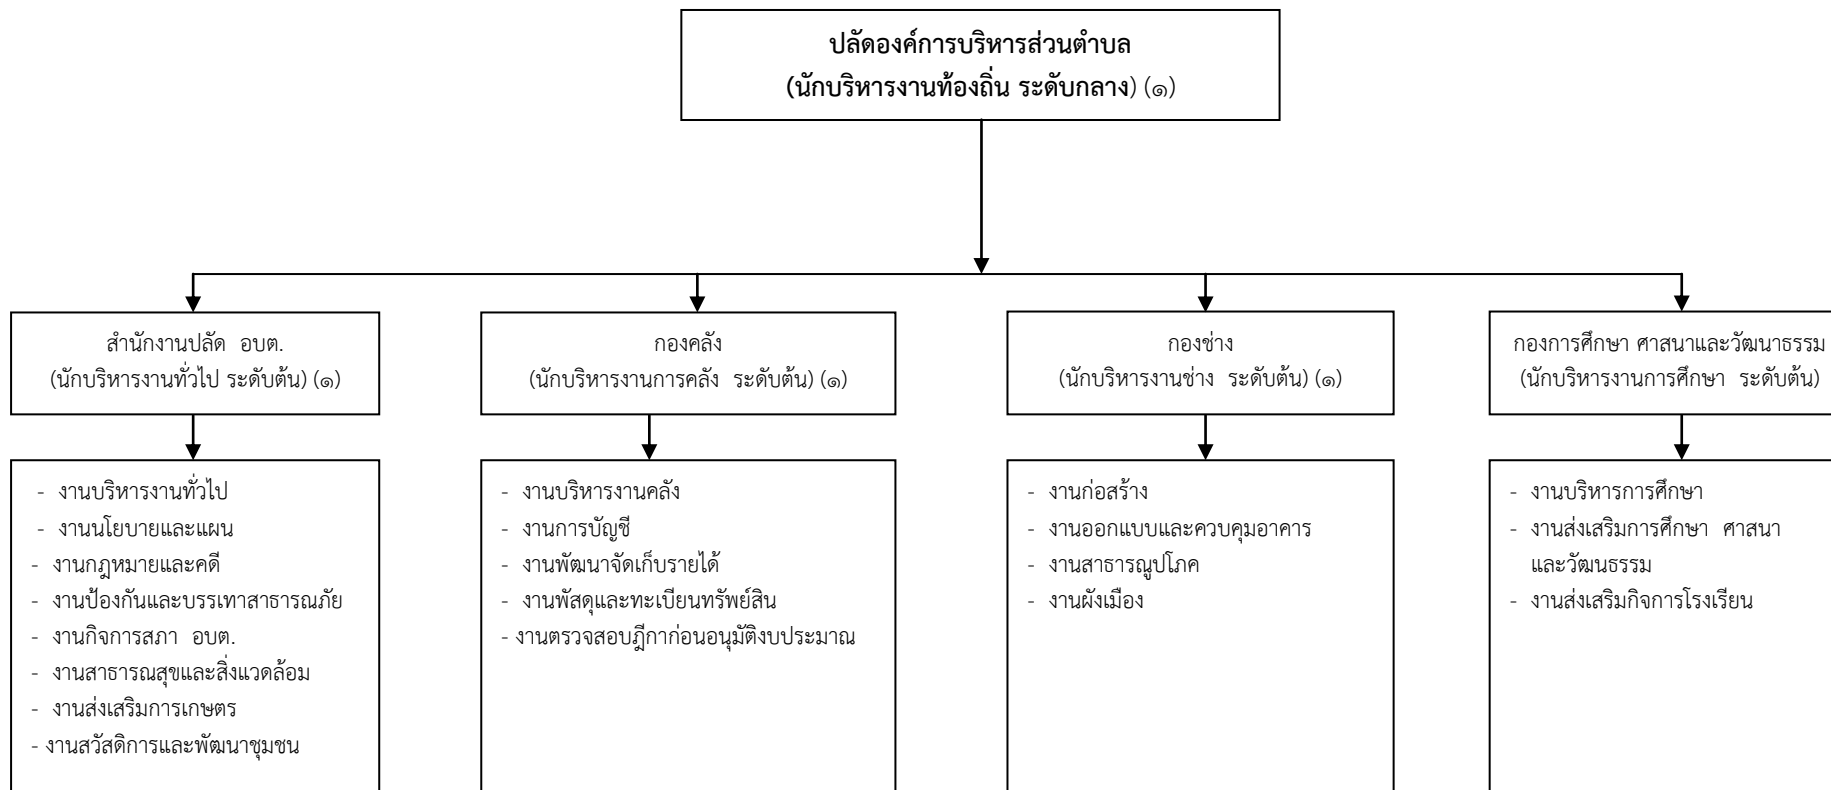 ปลัดองค์การบริหารส่วนตำบล
(นักบริหารงานท้องถิ่น ระดับกลาง) (๑)
สำนักงานปลัด อบต.
(นักบริหารงานทั่วไป ระดับต้น) (๑)
- งานบริหารงานทั่วไป
- งานนโยบายและแผน
- งานกฎหมายและคดี
- งานป้องกันและบรรเทาสาธารณภัย
- งานกิจการสภา อบต.
- งานสาธารณสุขและสิ่งแวดล้อม
- งานส่งเสริมการเกษตร
- งานสวัสดิการและพัฒนาชุมชน
กองคลัง
(นักบริหารงานการคลัง ระดับต้น) (๑)
- งานบริหารงานคลัง
- งานการบัญชี
- งานพัฒนาจัดเก็บรายได้
- งานพัสดุและทะเบียนทรัพย์สิน
- งานตรวจสอบฎีกาก่อนอนุมัติงบประมาณ
กองช่าง
(นักบริหารงานช่าง ระดับต้น) (๑)
- งานก่อสร้าง
- งานออกแบบและควบคุมอาคาร
- งานสาธารณูปโภค
- งานผังเมือง
กองการศึกษา ศาสนาและวัฒนาธรรม
(นักบริหารงานการศึกษา ระดับต้น)
- งานบริหารการศึกษา
- งานส่งเสริมการศึกษา ศาสนา
และวัฒนธรรม
- งานส่งเสริมกิจการโรงเรียน